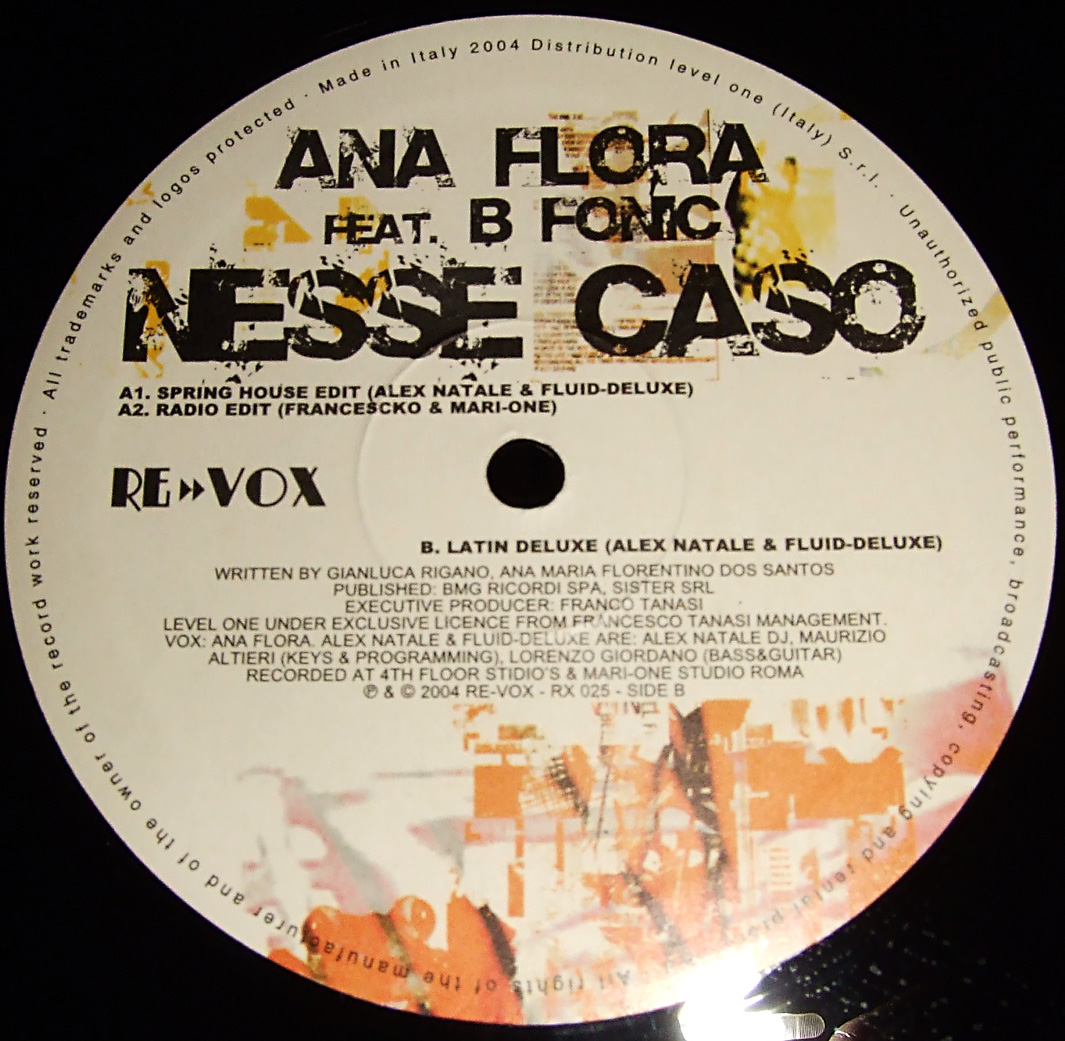 ANA FLORA
FEAT. B FONIC
NESSE CASO
A1. SPRING HOUSE EDIT (ALEX NATALE & FLUID-DELUXE)
A2. RADIO EDIT (FRANCESCKO & MARI-ONE)
RE VOX
B. LATIN DELUXE (ALEX NATALE & FLUID-DELUXE)
WRITTEN BY GIANLUCA RIGANO, ANA MARIA FLORENTINO DOS SANTOS
PUBLISHED: BMG RICORDI SPA, SISTER SRL
EXECUTIVE PRODUCER: FRANCO TANASI
LEVEL ONE UNDER EXCLUSIVE LICENCE FROM FRANCESCO TANASI MANAGEMENT.
VOX: ANA FLORA. ALEX NATALE & FLUID-DELUXE ARE: ALEX NATALE DJ, MAURIZIO
ALTIERI (KEYS & PROGRAMMING), LORENZO GIORDANO (BASS&GUITAR)
RECORDED AT 4TH FLOOR STIDIO'S & MARI-ONE STUDIO ROMA
℗ & © 2004 RE-VOX - RX 025 - SIDE B
All rights of the manufacturer and of the owner of the record work reserved · All trademarks and logos protected · Made in Italy 2004 Distribution level one (Italy) S.r.l. · Unauthorized public performance, broadcasting, copying and rental